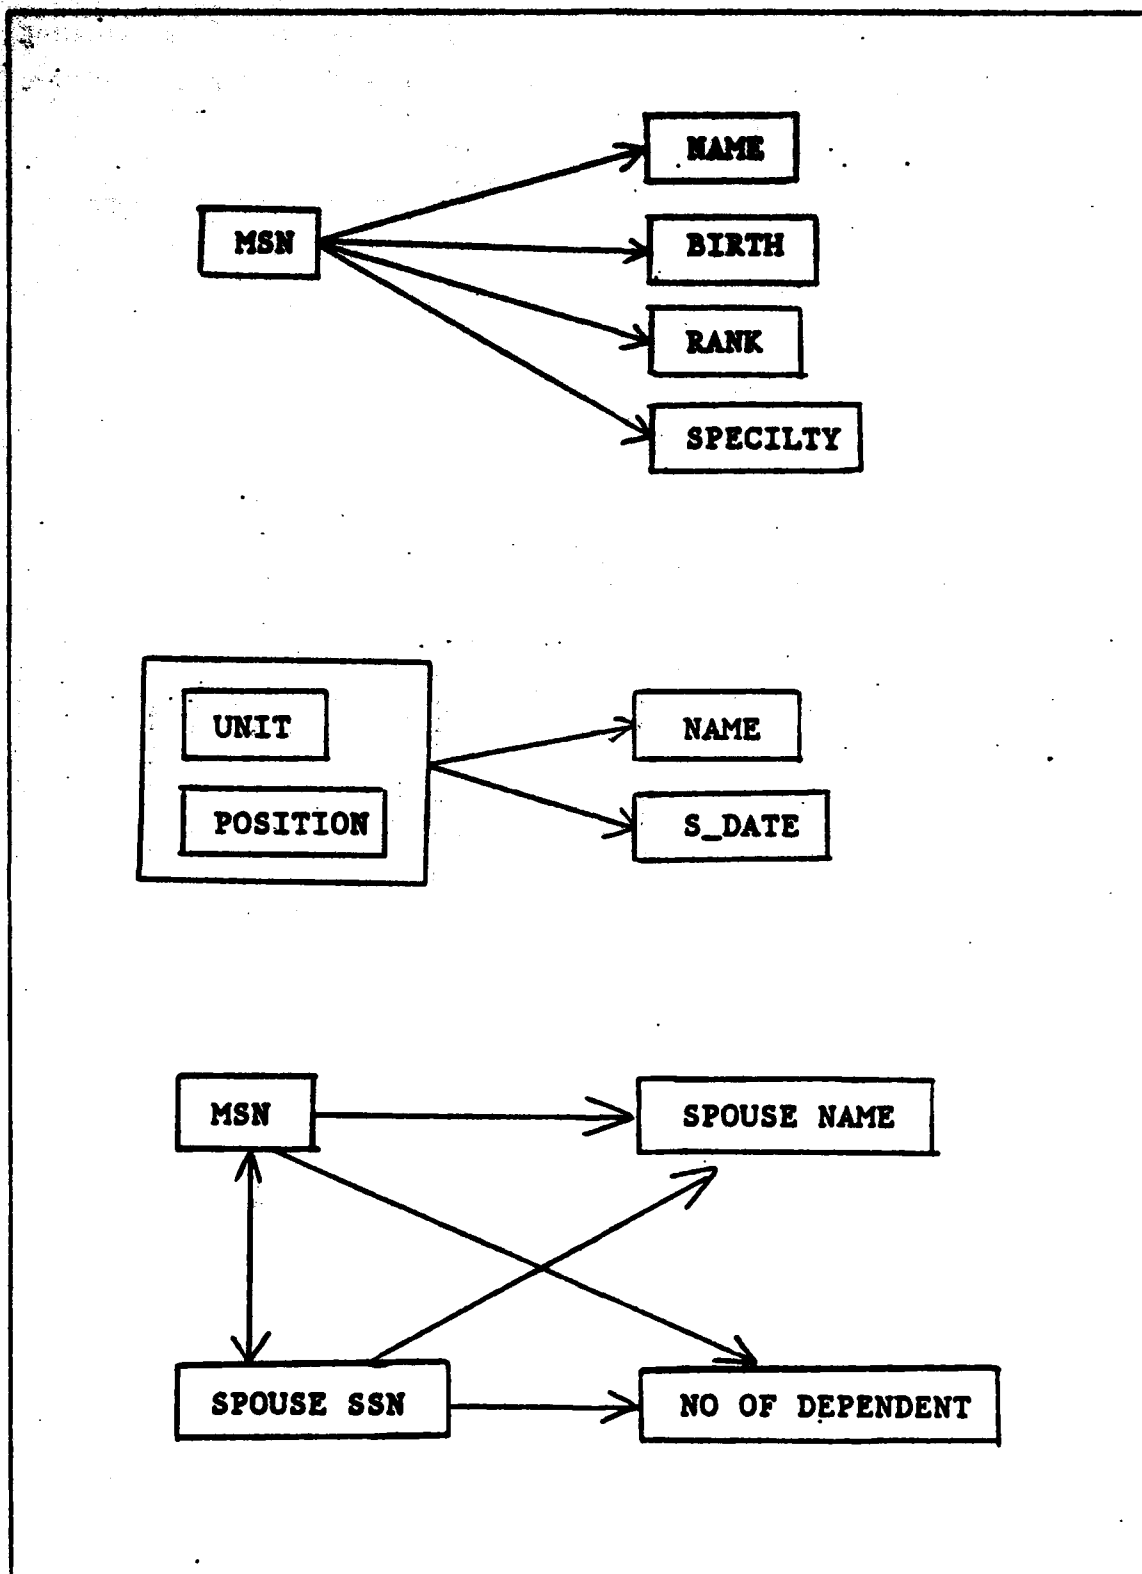 NAME
MSN
BIRTH
RANK
SPECILTY
UNIT
NAME
POSITION
S_DATE
MSN
SPOUSE NAME
SPOUSE SSN
NO OF DEPENDENT